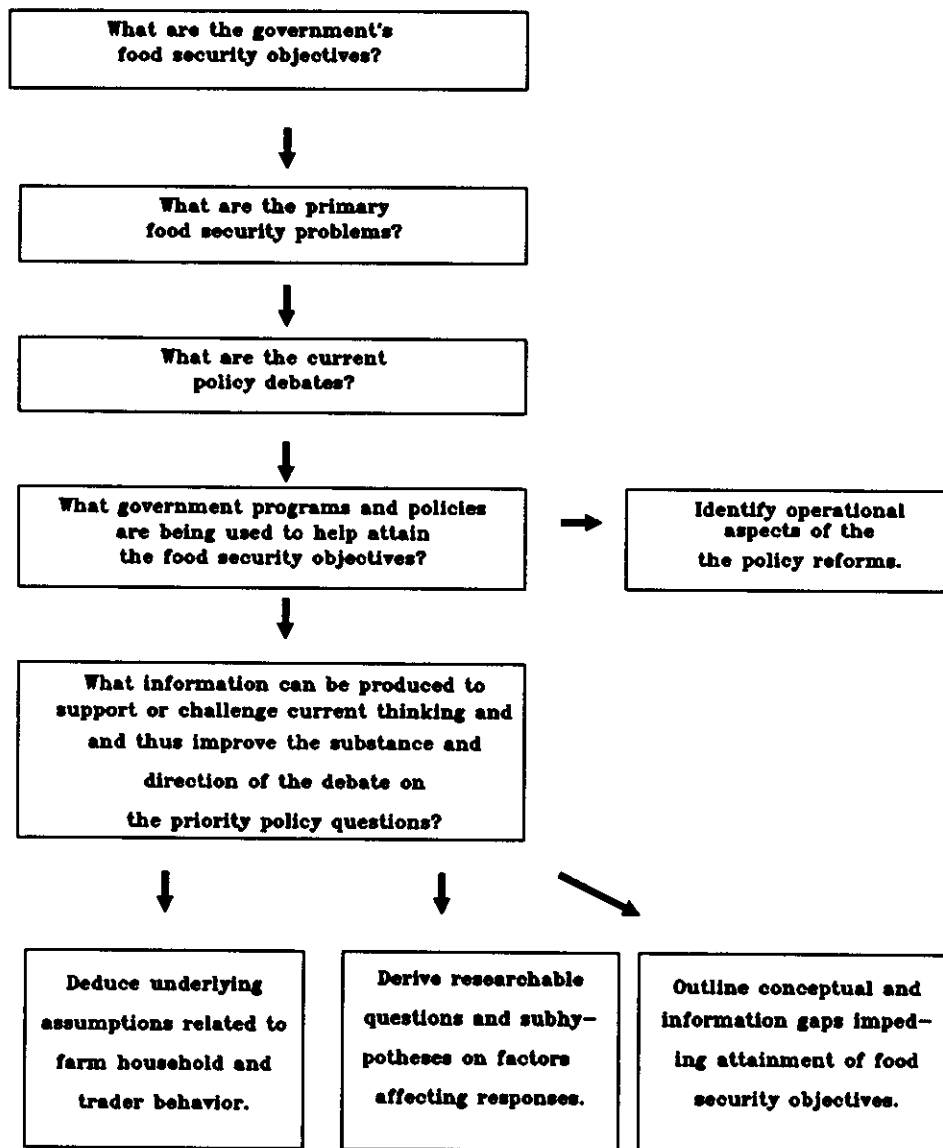 What are the government's
food security objectives?
What are the primary
food security problems?
What are the current
policy debates?
What government programs and policies
are being used to help attain
the food security objectives?
Identify operational
aspects of the
the policy reforms.
What information can be produced to
support or challenge current thinking and
and thus improve the substance and
direction of the debate on
the priority policy questions?
Deduce underlying
assumptions related to
farm household and
trader behavior.
Derive researchable
questions and subhy-
potheses on factors
affecting responses.
Outline conceptual and
information gaps imped-
ing attainment of food
security objectives.